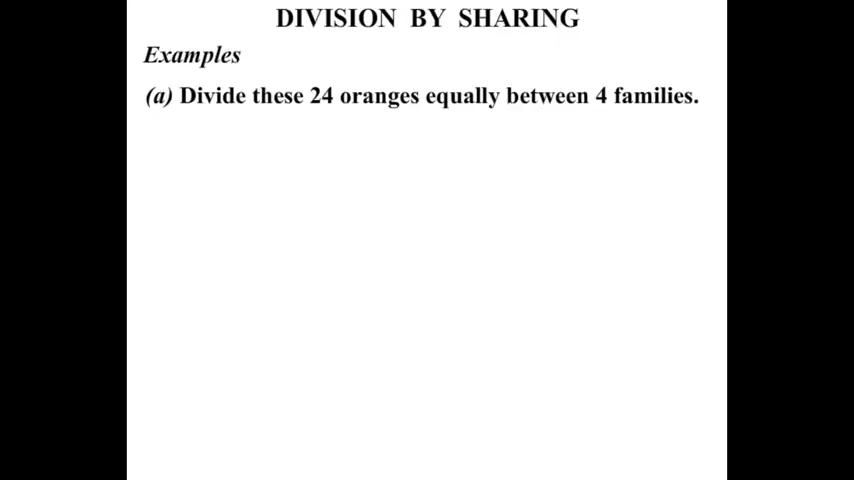 DIVISION BY SHARING
Examples
(a) Divide these 24 oranges equally between 4 families.